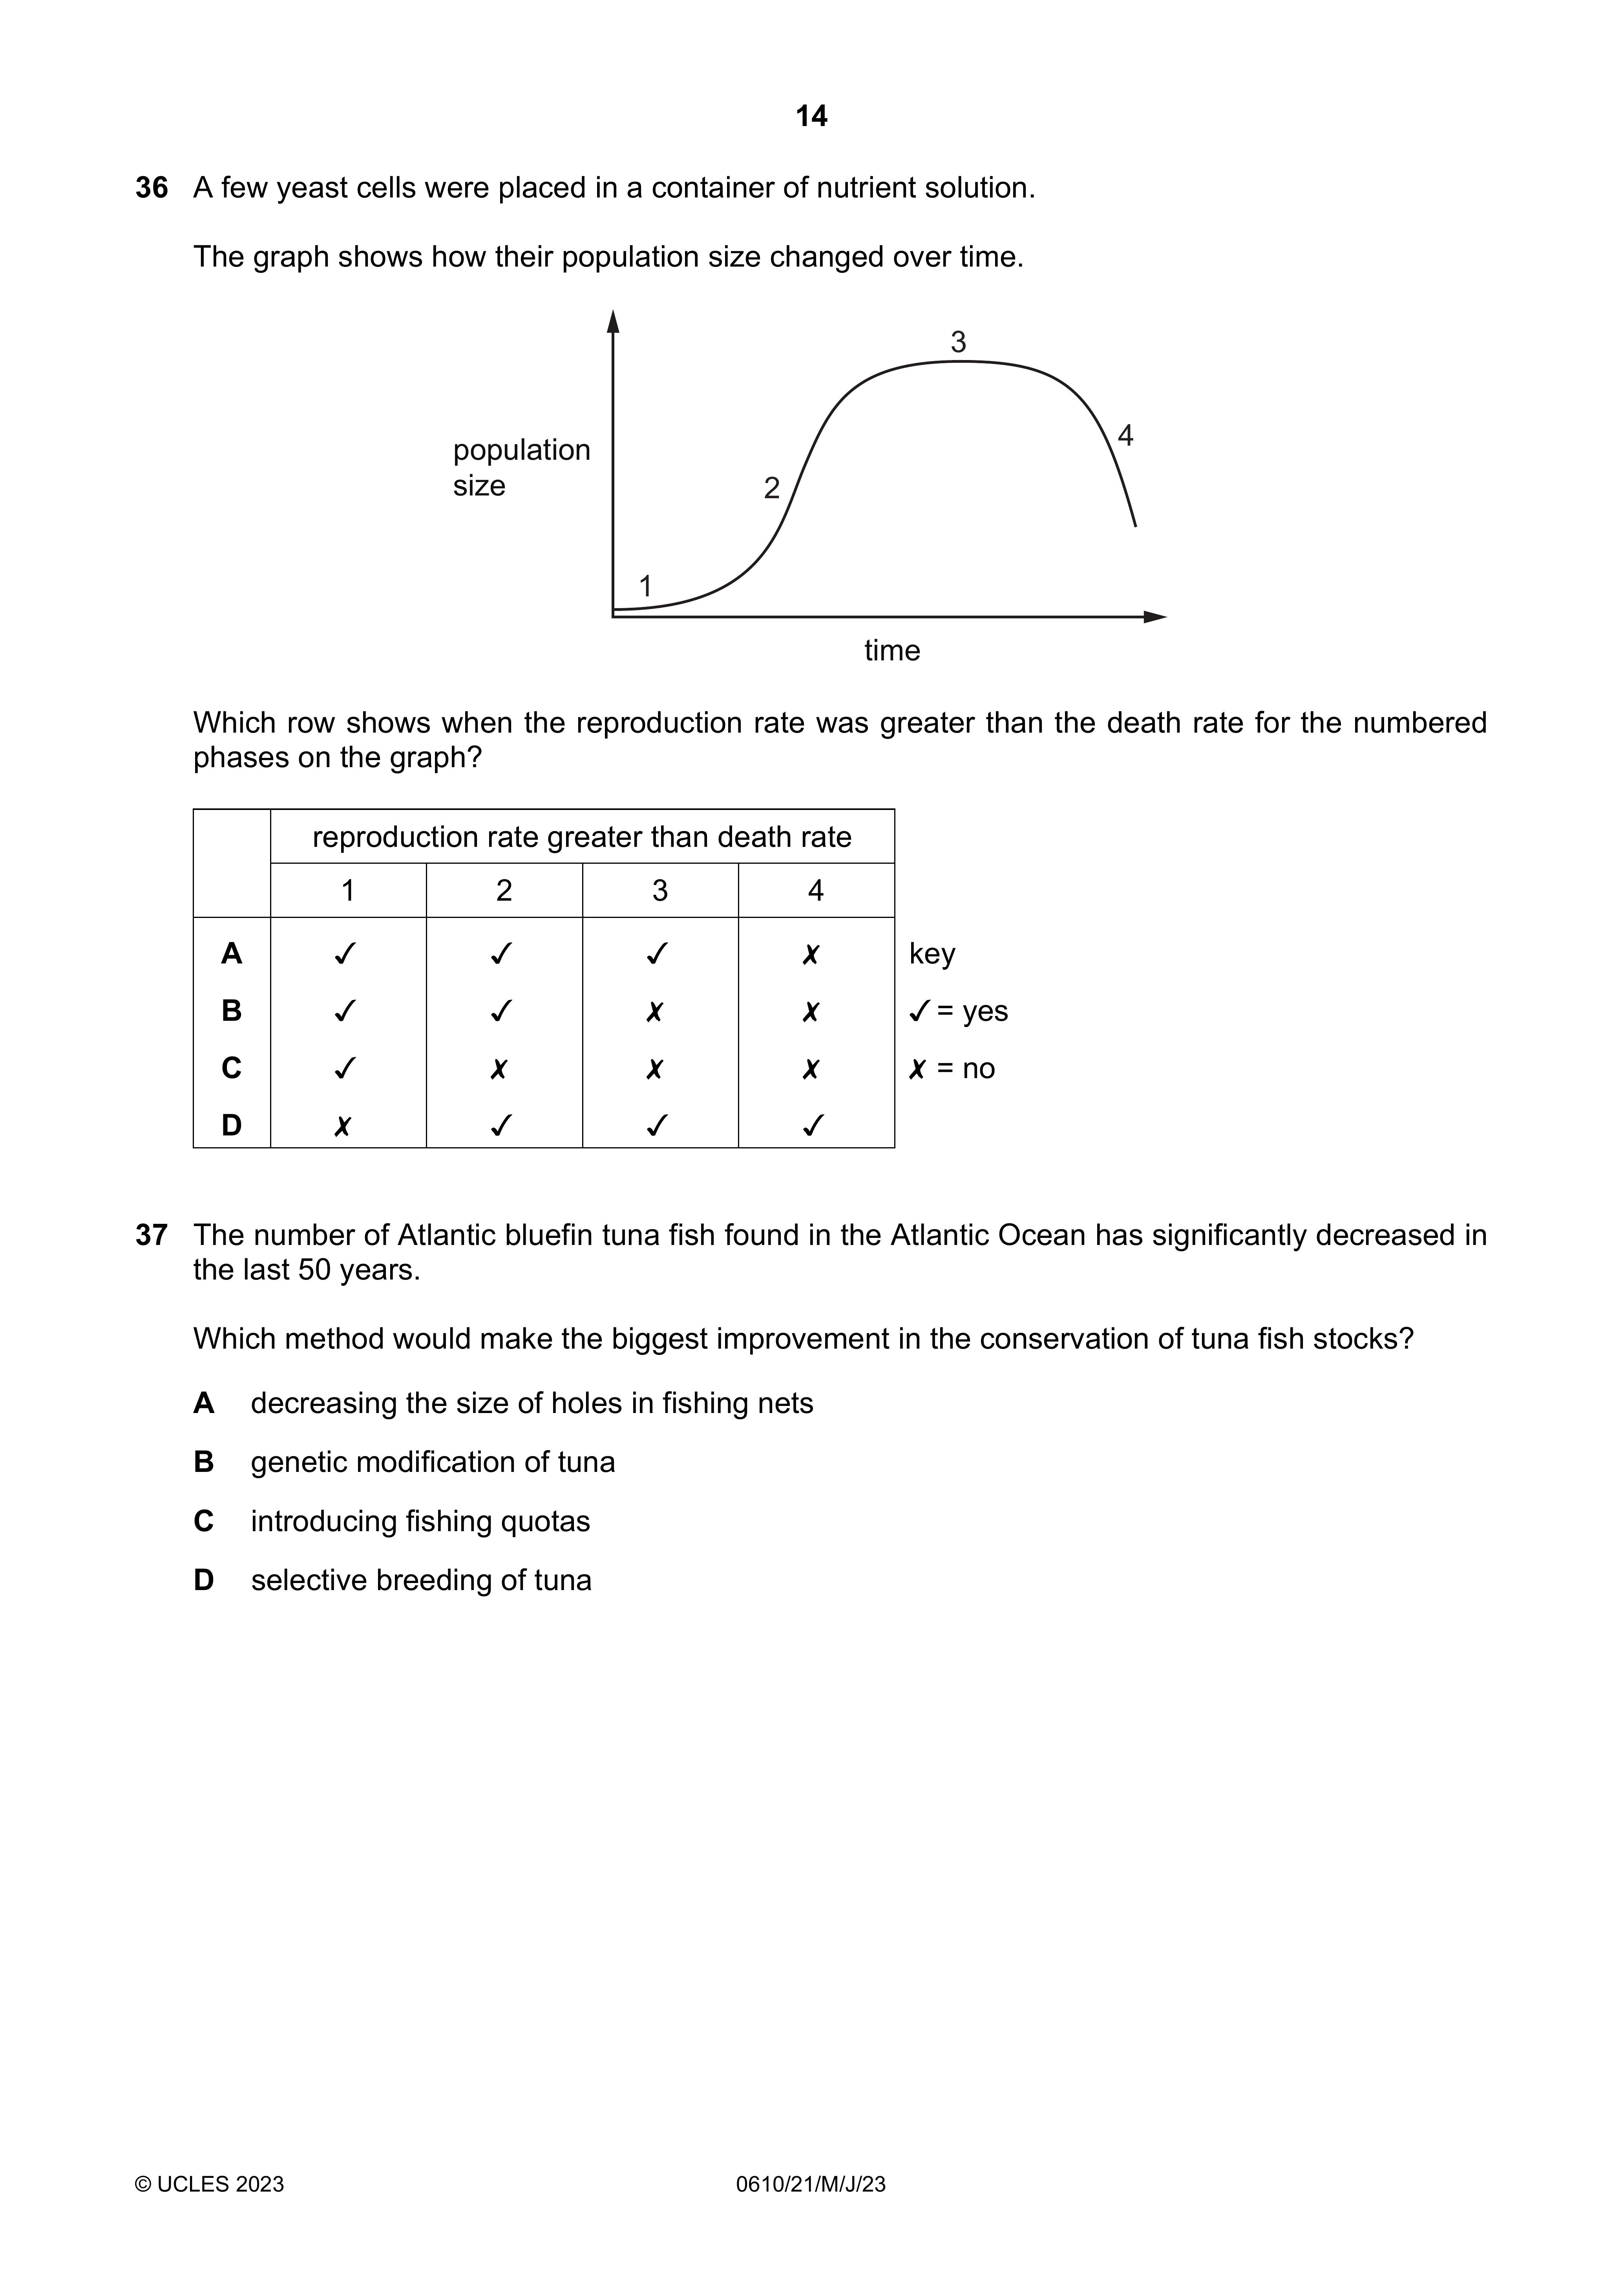 14
36 A few yeast cells were placed in a container of nutrient solution.
The graph shows how their population size changed over time.
population
size
1
2
3
4
time
Which row shows when the reproduction rate was greater than the death rate for the numbered
phases on the graph?
reproduction rate greater than death rate
1 2 3 4
A ✓ ✓ ✓ ✗ key
B ✓ ✓ ✗ ✗ ✓ = yes
C ✓ ✗ ✗ ✗ ✗ = no
D ✗ ✓ ✓ ✓
37 The number of Atlantic bluefin tuna fish found in the Atlantic Ocean has significantly decreased in
the last 50 years.
Which method would make the biggest improvement in the conservation of tuna fish stocks?
A decreasing the size of holes in fishing nets
B genetic modification of tuna
C introducing fishing quotas
D selective breeding of tuna
© UCLES 2023 0610/21/M/J/23